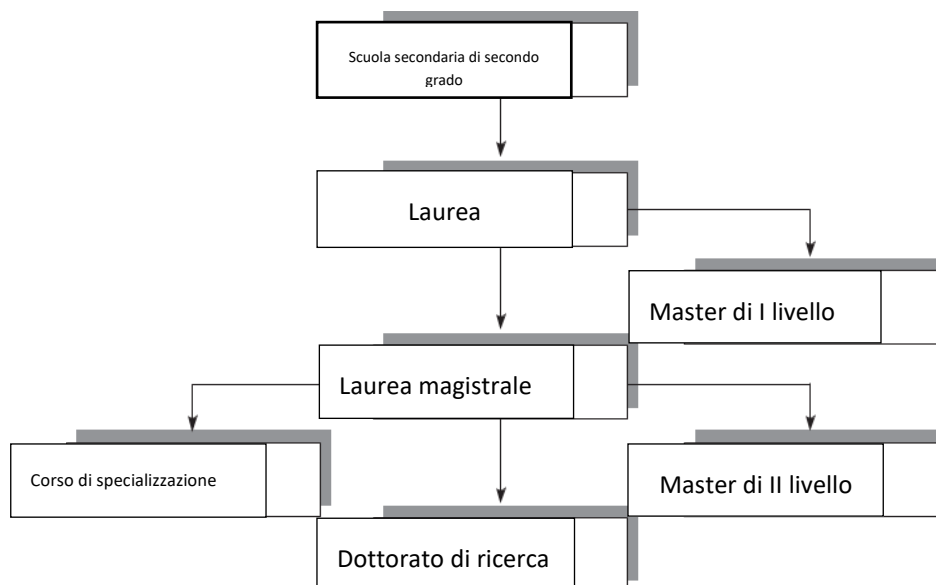 Scuola secondaria di secondo
grado
Laurea
Master di I livello
Laurea magistrale
Corso di specializzazione
Master di II livello
Dottorato di ricerca